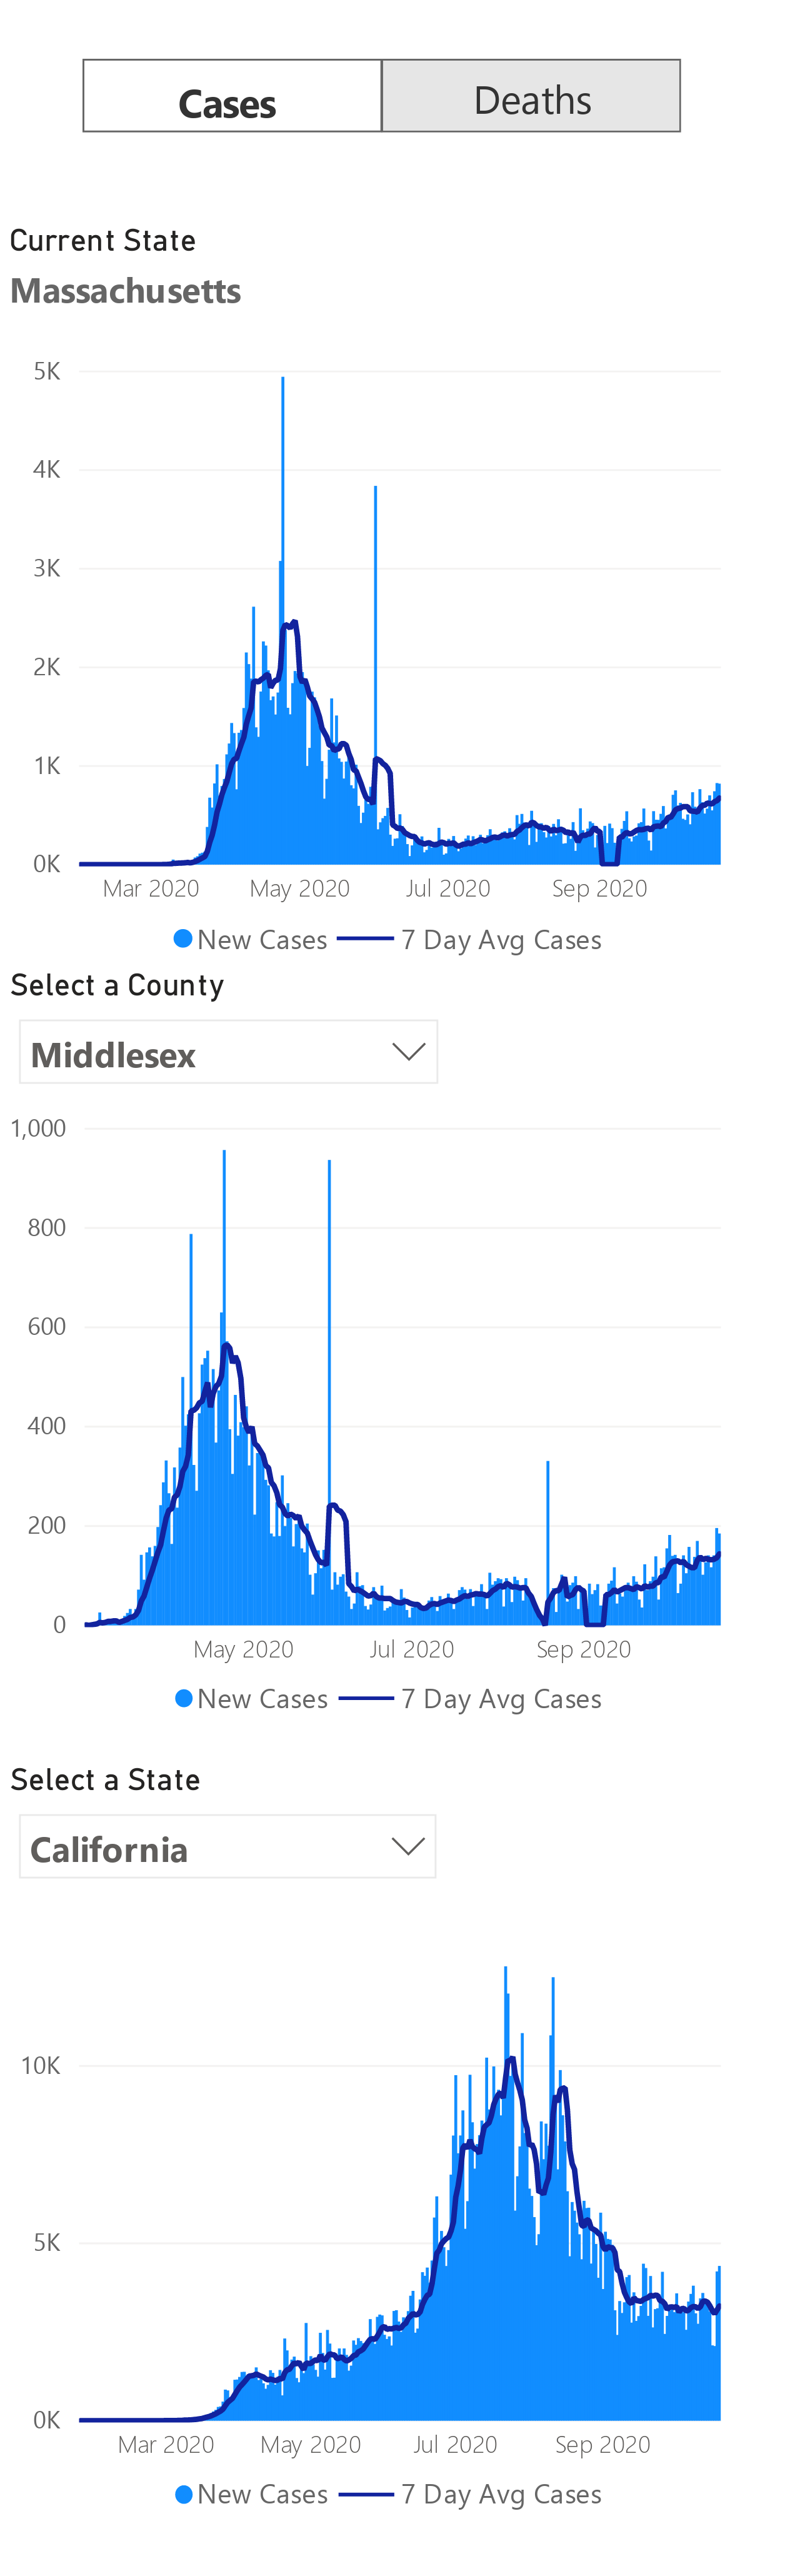 Cases Deaths
Current State
Massachusetts
5K
4K
3K
2K
1K
0K
Mar 2020 May 2020 Jul 2020 Sep 2020
New Cases 7 Day Avg Cases
Select a County
Middlesex
1,000
800
600
400
200
0
May 2020 Jul 2020 Sep 2020
New Cases 7 Day Avg Cases
Select a State
California
10K
5K
0K
Mar 2020 May 2020 Jul 2020 Sep 2020
New Cases 7 Day Avg Cases